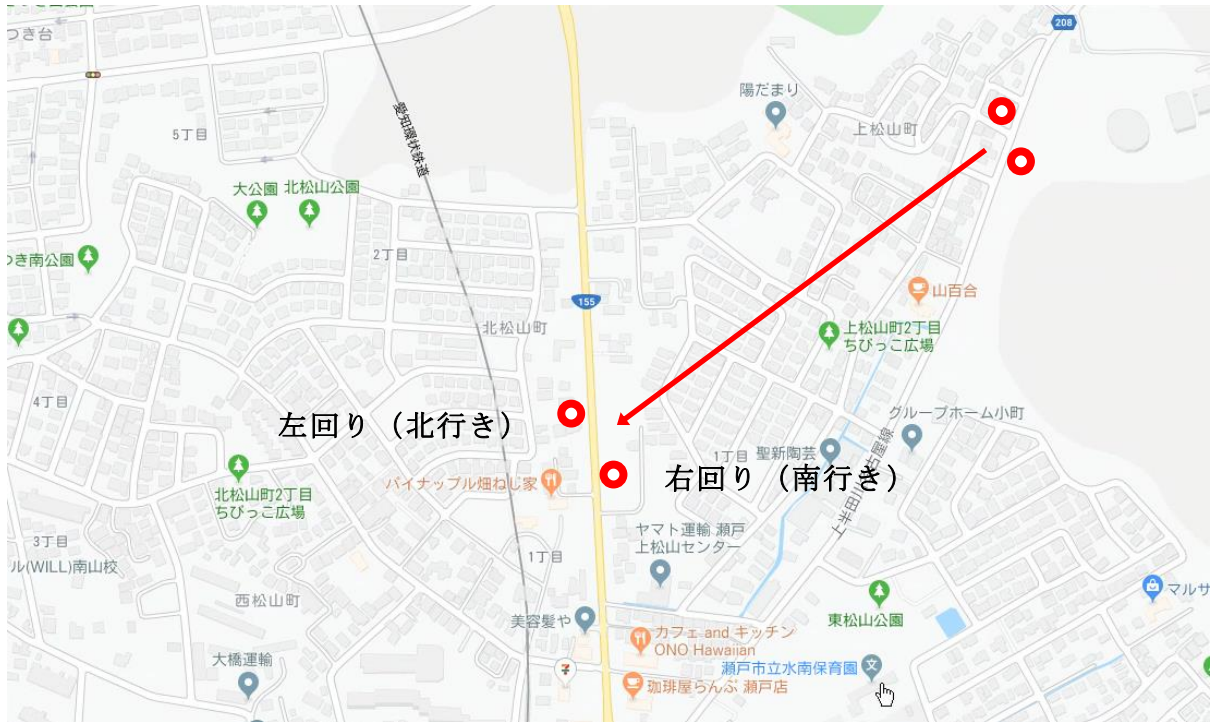 つき台
208
陽だまり
上松山町
5丁目
愛知環状鉄道
大公園
北松山公園
2丁目
つき南公園
155
山百合
北松山町
上松山町2丁目
ちびっこ広場
4丁目
左回り（北行き）
グループホーム小町
1丁目
聖新陶芸
右回り（南行き）
パイナップル畑ねじ家
北松山町2丁目
ちびっこ広場
上半田川名古屋線
ヤマト運輸 瀬戸
上松山センター
3丁目
ル(WILL)南山校
1丁目
西松山町
マルサ
美容髪や
東松山公園
カフェ and キッチン
ONO Hawaiian
大橋運輸
瀬戸市立水南保育園
文
珈琲屋らんぷ 瀬戸店